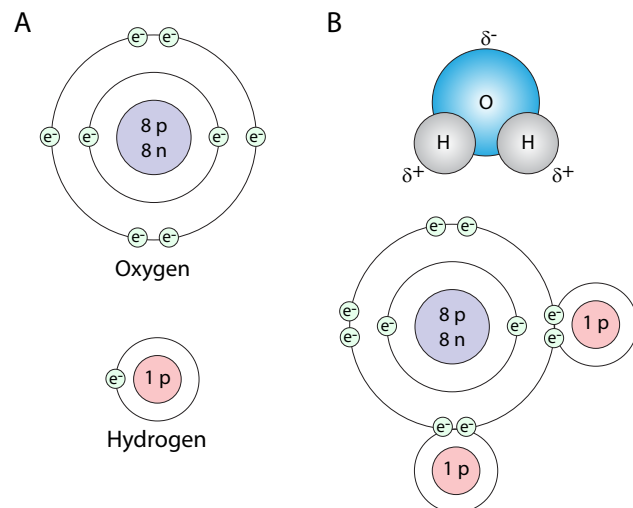 A
e- e-
e- e- 8 p e- e-
8 n
e- e-
Oxygen
e- 1 p
Hydrogen
B
δ-
O
H H
δ+ δ+
e- e-
e- 8 p e- e- 1 p
e- 8 n e-
e- e-
1 p